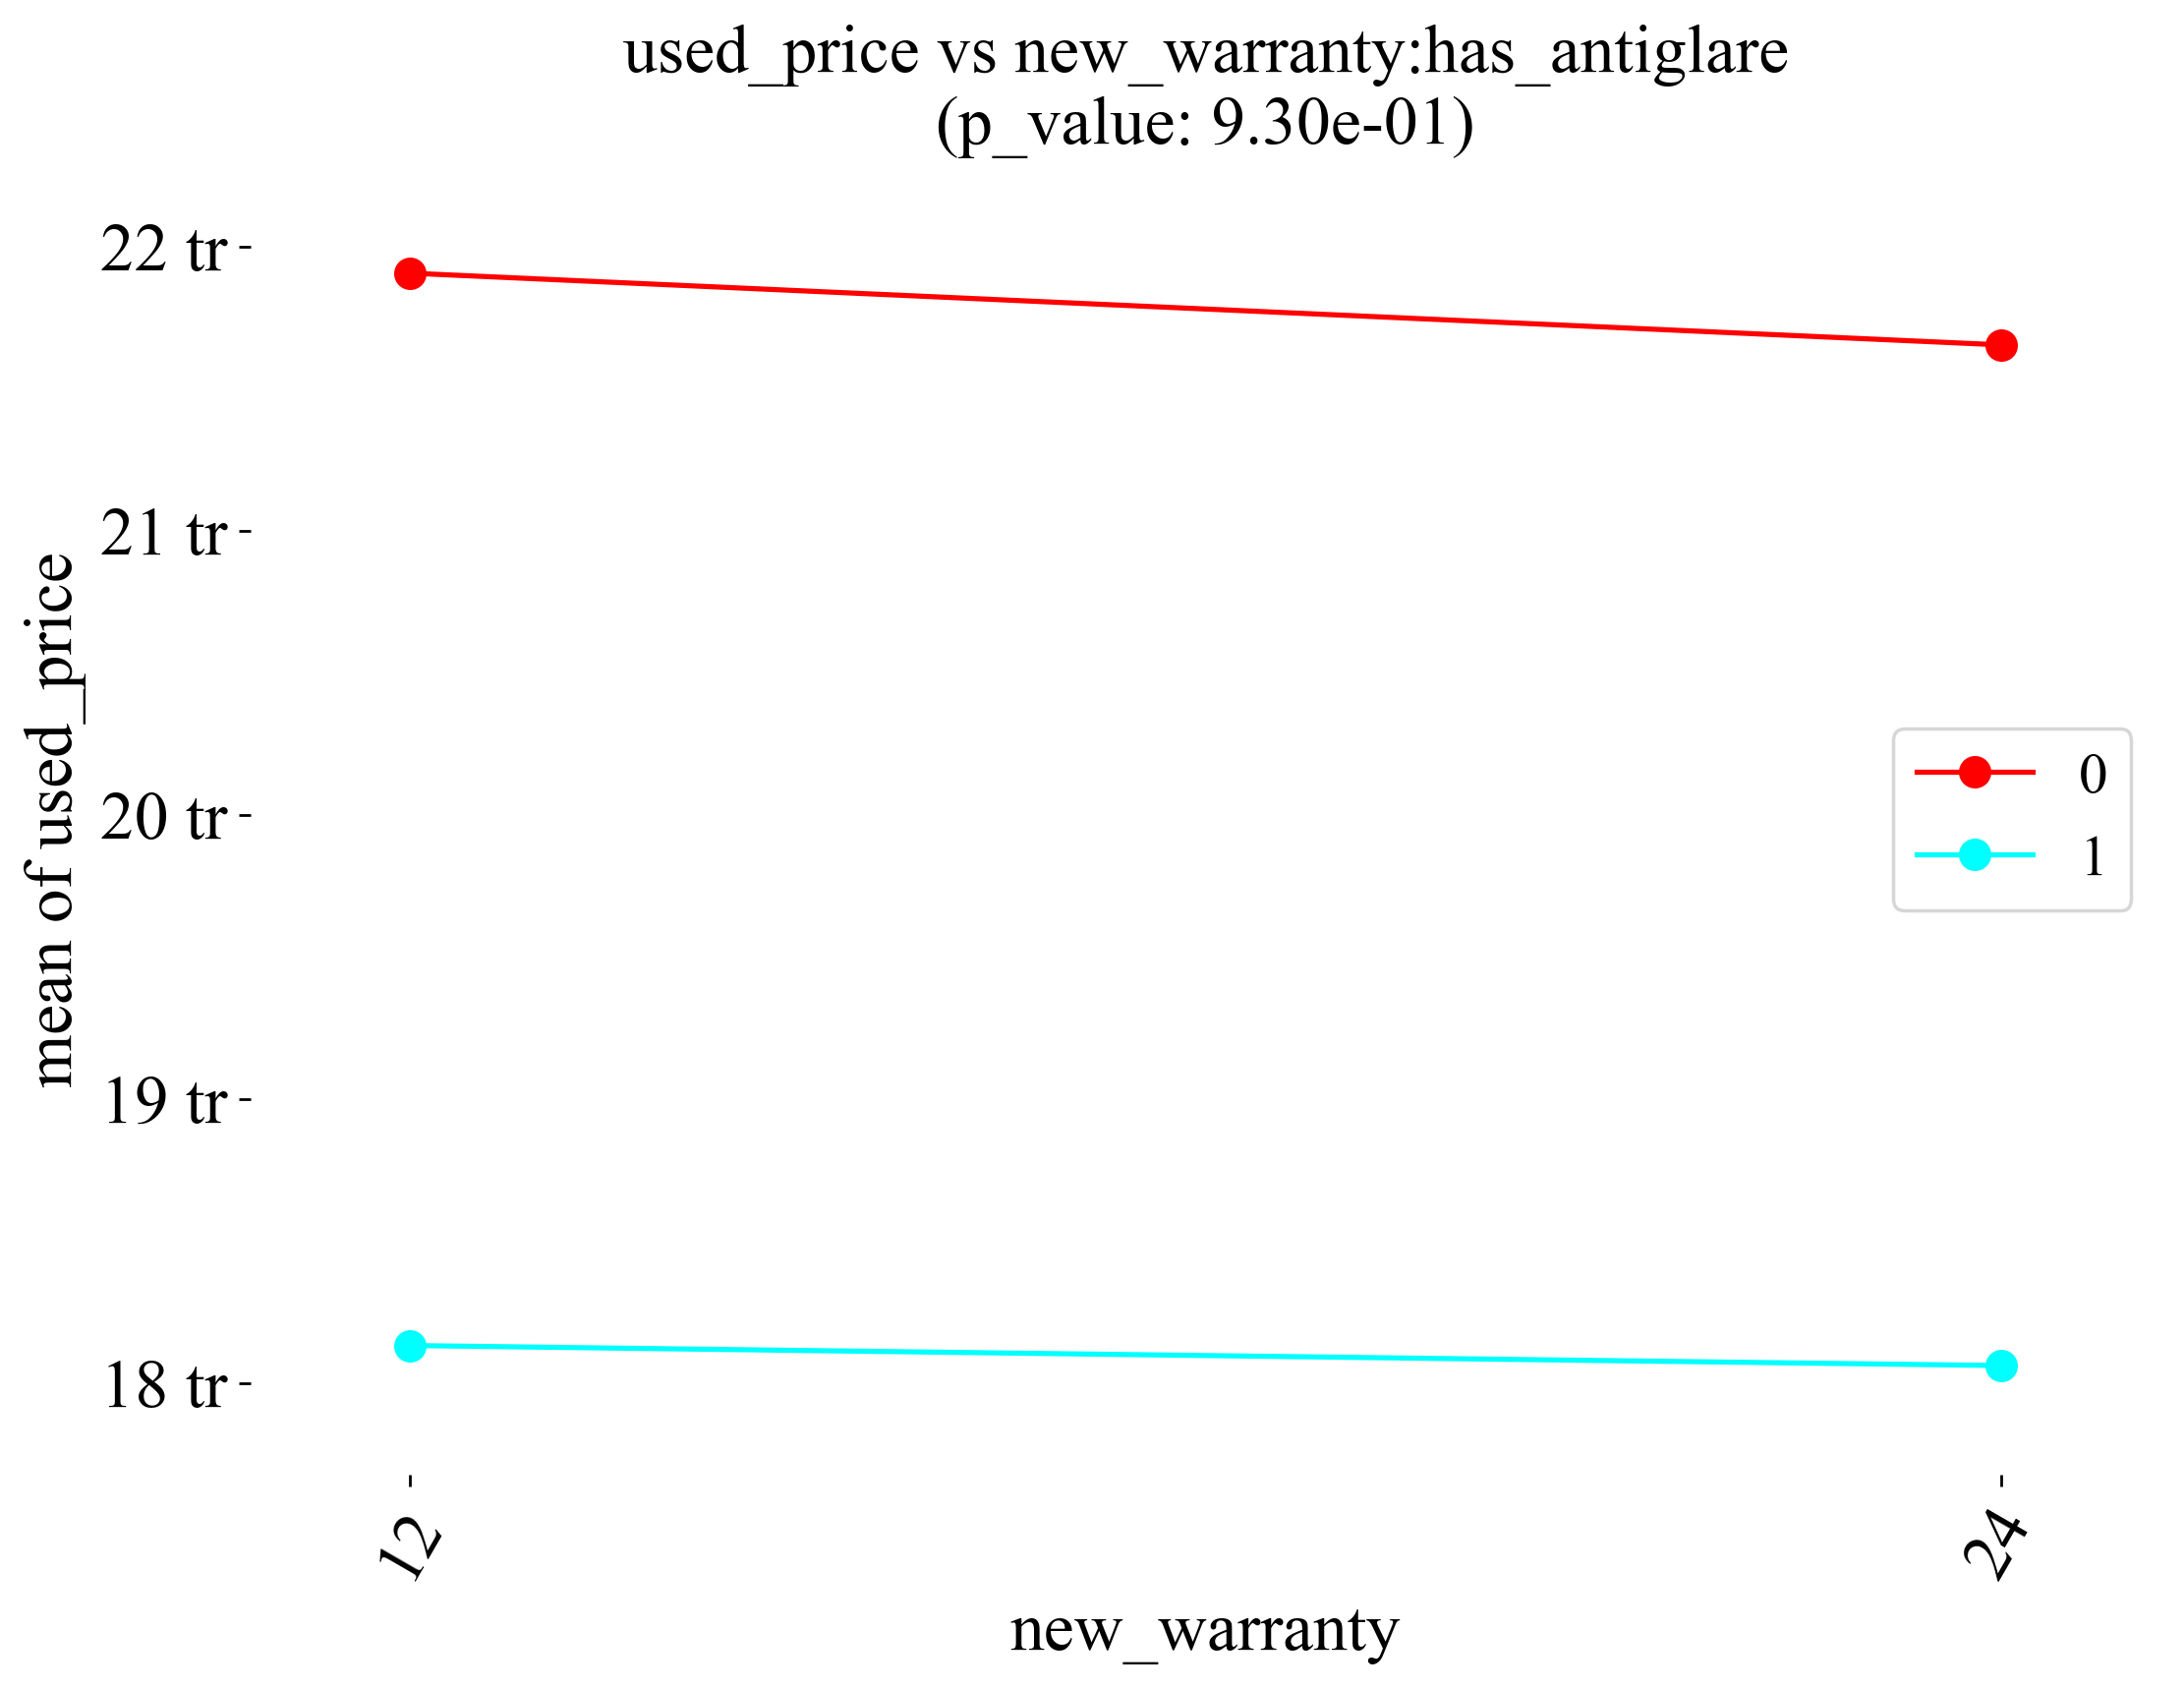 used_price vs new_warranty:has_antiglare
(p_value: 9.30e-01)
22 tr
21 tr
20 tr
19 tr
18 tr
mean of used_price
0
1
12
24
new_warranty